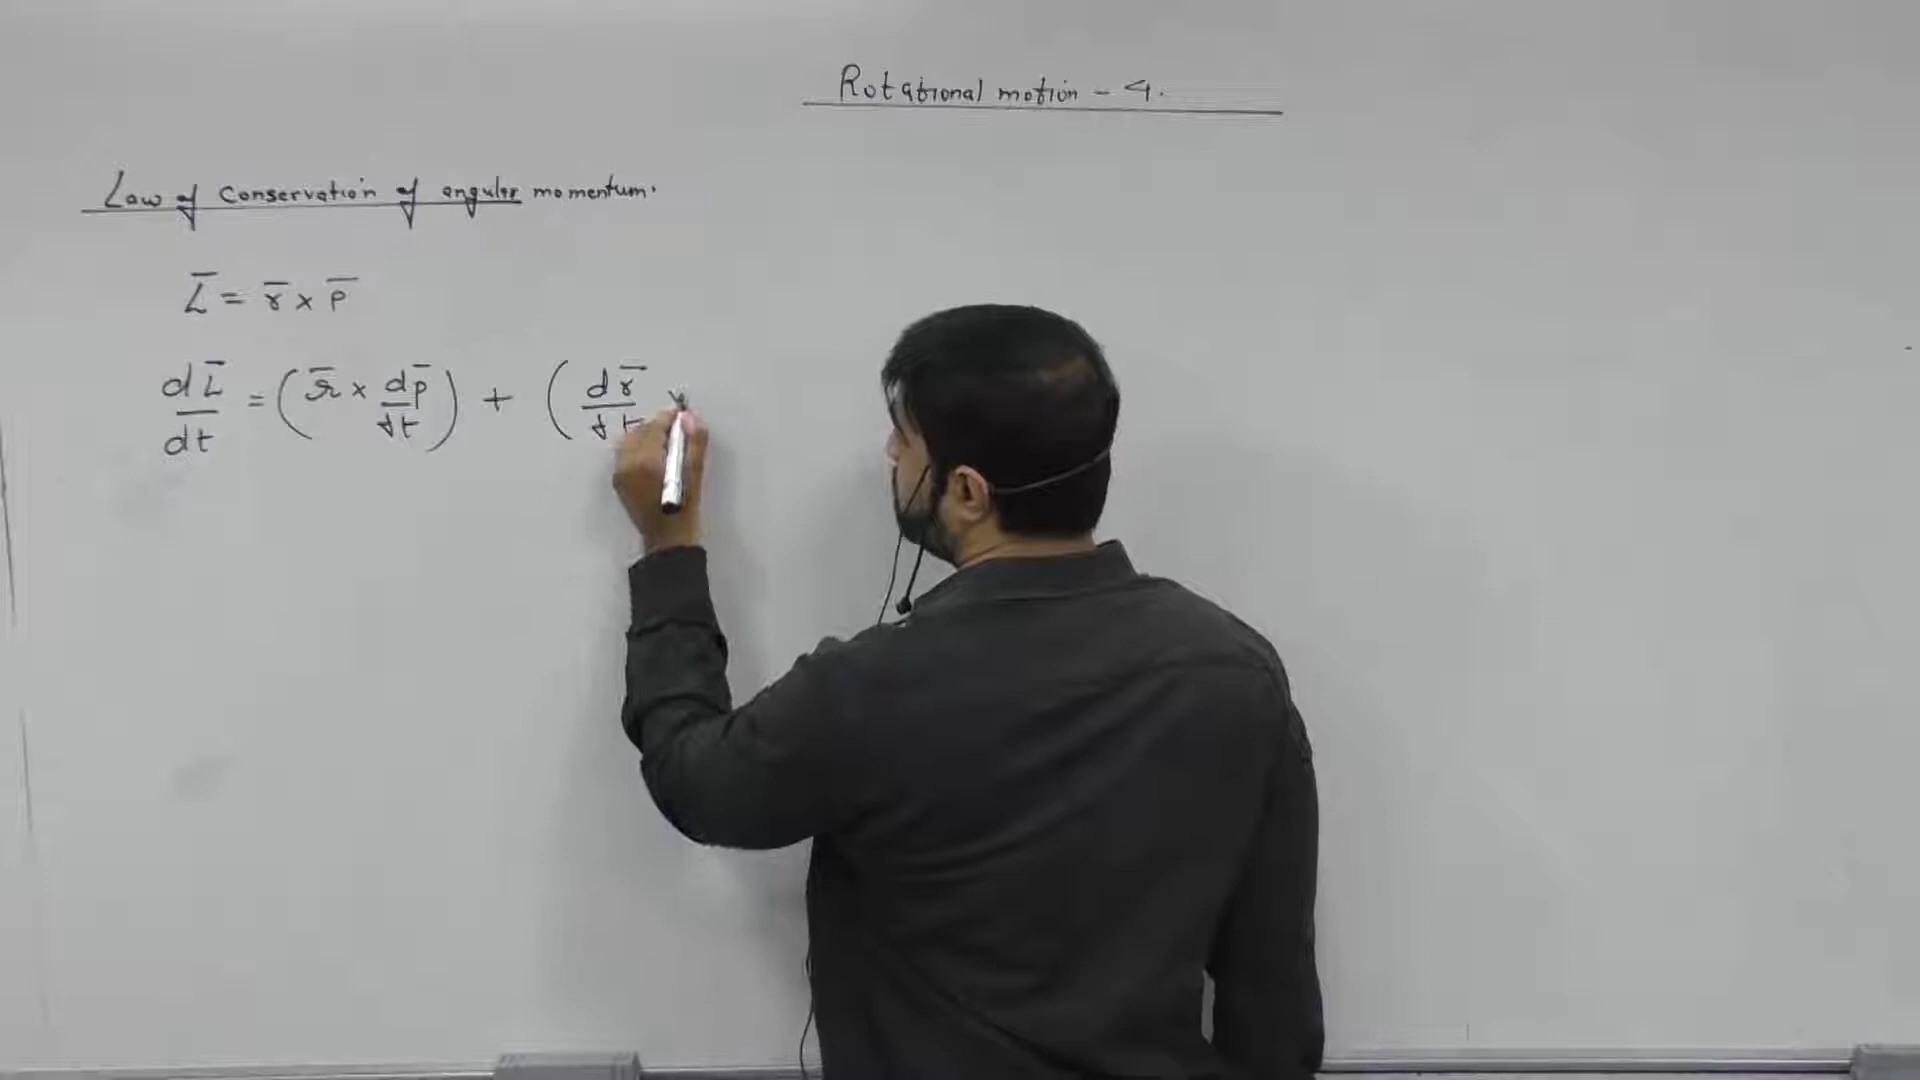 Rotational motion - 4.
Law of Conservation of angular momentum.
L̅ = r̅ × p̅
dL̅/dt = (r̅ × dp̅/dt) + (dr̅/dt ×